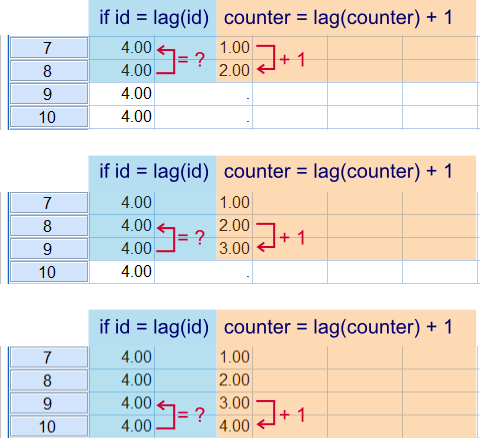 if id = lag(id) counter = lag(counter) + 1
7 4.00 1.00
= ? + 1
8 4.00 2.00
9 4.00 .
10 4.00 .
if id = lag(id) counter = lag(counter) + 1
7 4.00 1.00
8 4.00 2.00
= ? + 1
9 4.00 3.00
10 4.00 .
if id = lag(id) counter = lag(counter) + 1
7 4.00 1.00
8 4.00 2.00
9 4.00 3.00
= ? + 1
10 4.00 4.00